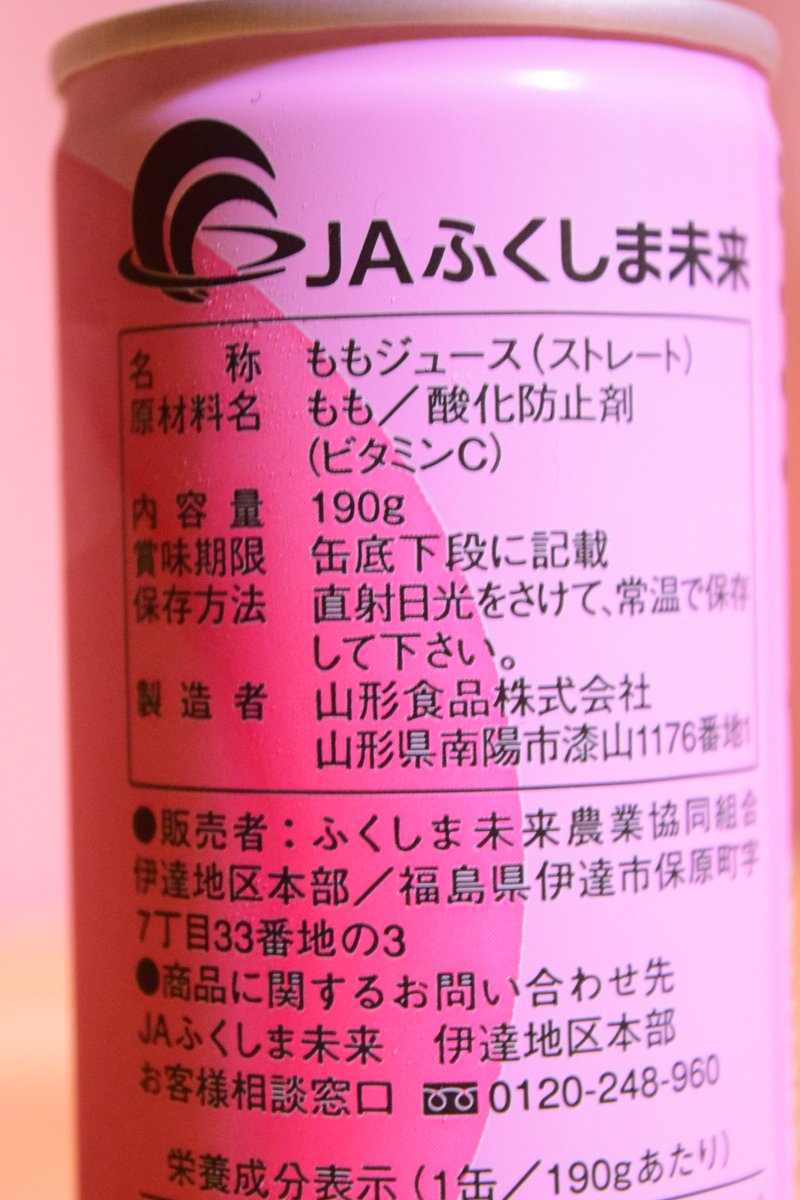 JAふくしま未来
名称 ももジュース(ストレート)
原材料名 もも/酸化防止剤
(ビタミンC)
内容量 190g
賞味期限 缶底下段に記載
保存方法 直射日光をさけて、常温で保存
して下さい。
製造者 山形食品株式会社
山形県南陽市漆山1176番地1
●販売者:ふくしま未来農業協同組合
伊達地区本部/福島県伊達市保原町字
7丁目33番地の3
●商品に関するお問い合わせ先
JAふくしま未来 伊達地区本部
お客様相談窓口 0120-248-960
栄養成分表示(1缶/190gあたり)